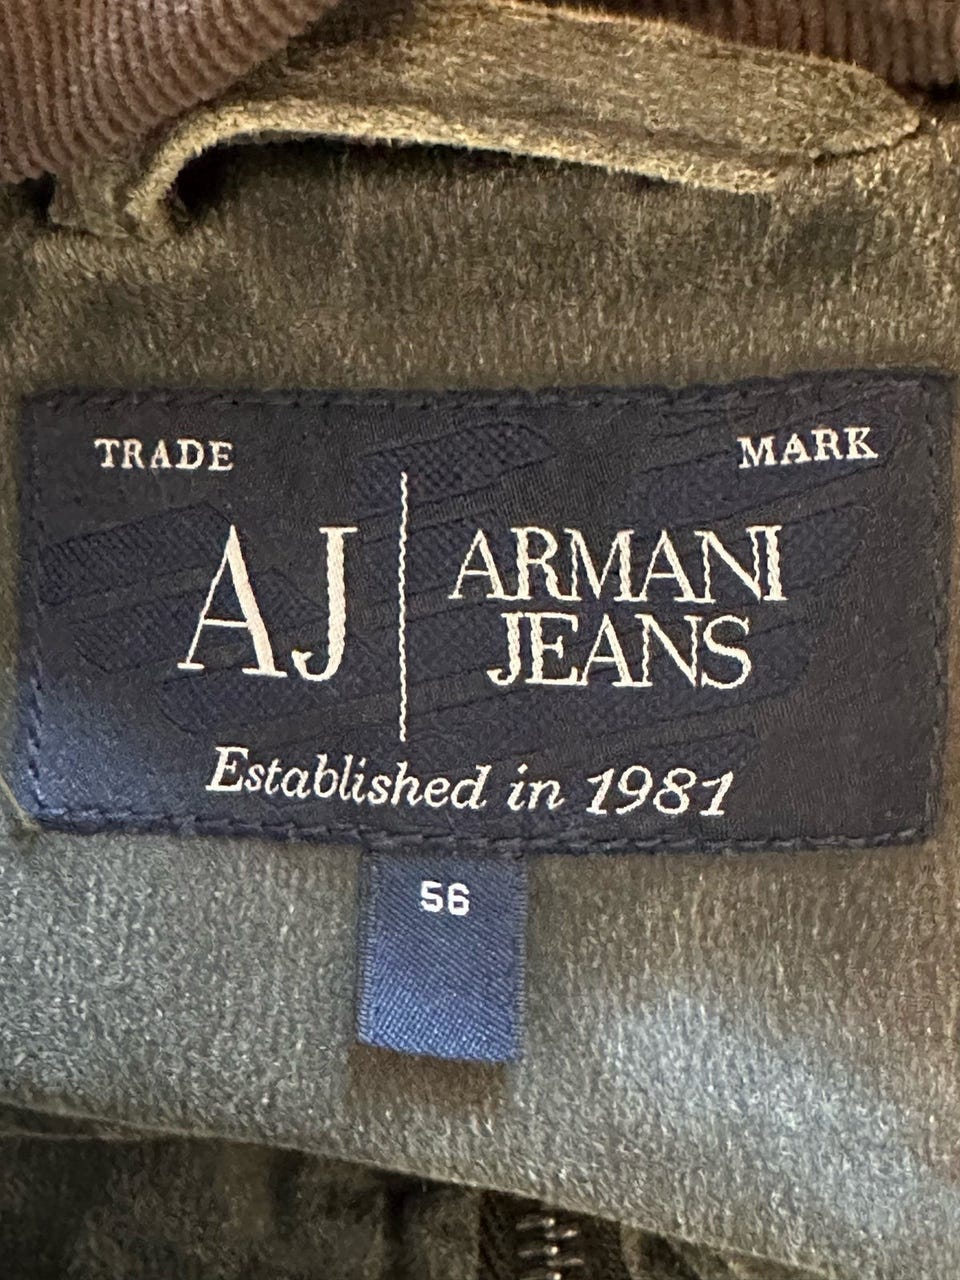 TRADE MARK
AJ
ARMANI
JEANS
Established in 1981
56